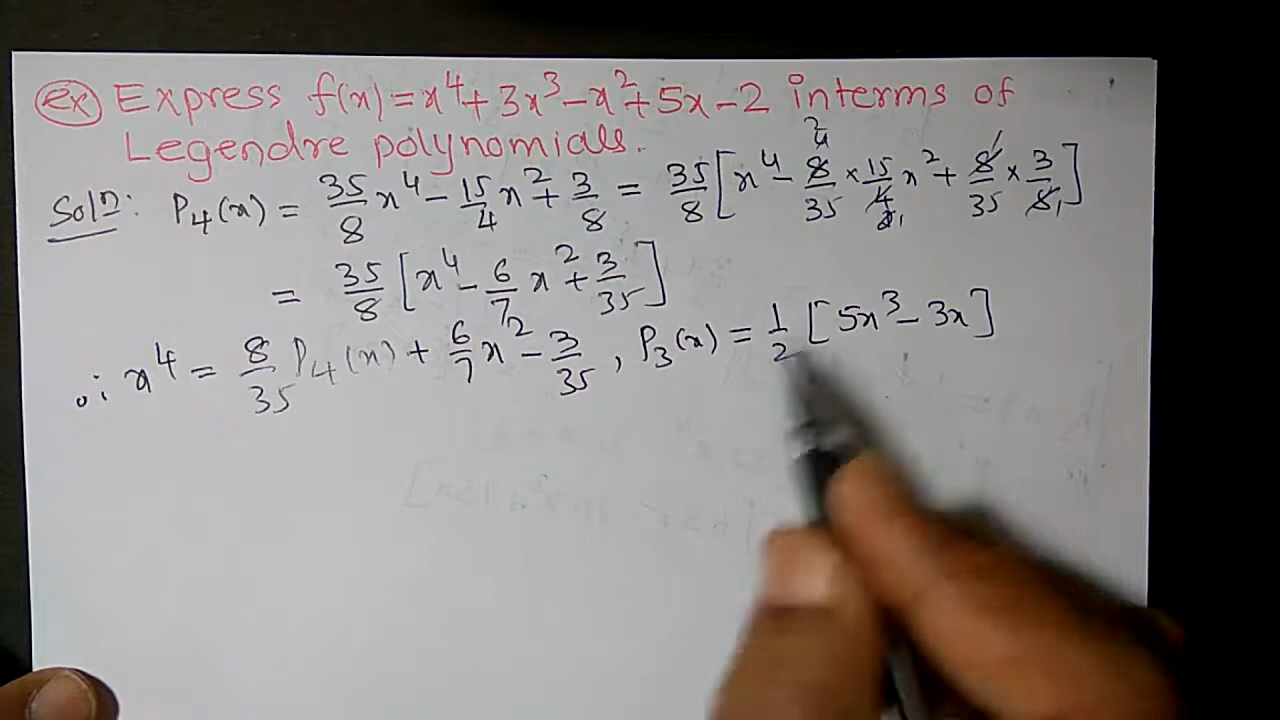 ex Express f(x) = x⁴ + 3x³ - x² + 5x - 2 interms of
Legendre polynomials.
Solⁿ: P₄(x) = 35/8 x⁴ - 15/4 x² + 3/8 = 35/8 [x⁴ - 8/35 × 15/4 x² + 8/35 × 3/8]
= 35/8 [x⁴ - 6/7 x² + 3/35]
∴ x⁴ = 8/35 P₄(x) + 6/7 x² - 3/35 , P₃(x) = 1/2 [5x³ - 3x]